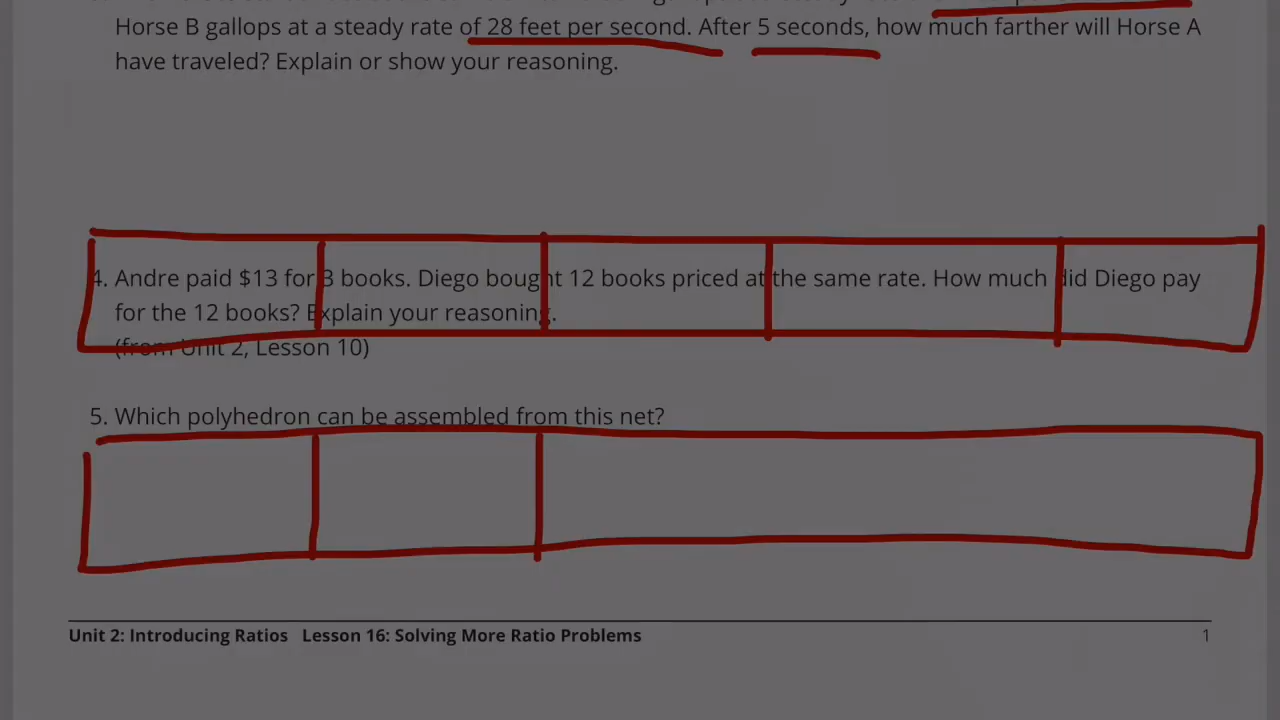 Horse B gallops at a steady rate of 28 feet per second. After 5 seconds, how much farther will Horse A
have traveled? Explain or show your reasoning.
4. Andre paid $13 for 3 books. Diego bought 12 books priced at the same rate. How much did Diego pay
for the 12 books? Explain your reasoning.
(from Unit 2, Lesson 10)
5. Which polyhedron can be assembled from this net?
Unit 2: Introducing Ratios Lesson 16: Solving More Ratio Problems 1